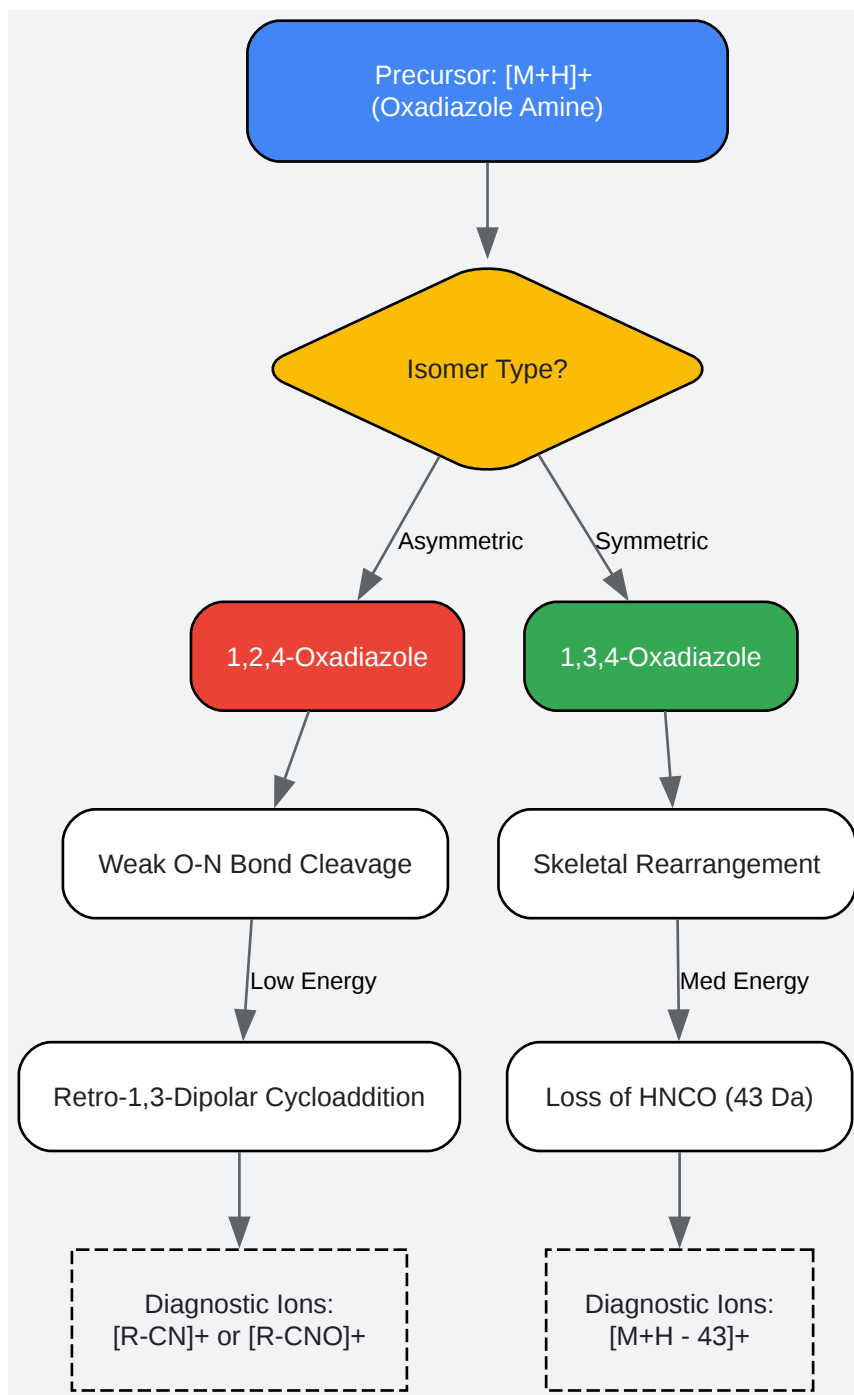 Precursor: [M+H]+
(Oxadiazole Amine)
Isomer Type?
Asymmetric
Symmetric
1,2,4-Oxadiazole
1,3,4-Oxadiazole
Weak O-N Bond Cleavage
Skeletal Rearrangement
Low Energy
Med Energy
Retro-1,3-Dipolar Cycloaddition
Loss of HNCO (43 Da)
Diagnostic Ions:
[R-CN]+ or [R-CNO]+
Diagnostic Ions:
[M+H - 43]+